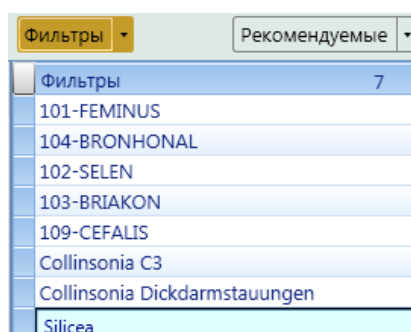 Фильтры Рекомендуемые
Фильтры 7
101-FEMINUS
104-BRONHONAL
102-SELEN
103-BRIAKON
109-CEFALIS
Collinsonia C3
Collinsonia Dickdarmstauungen
Silicea